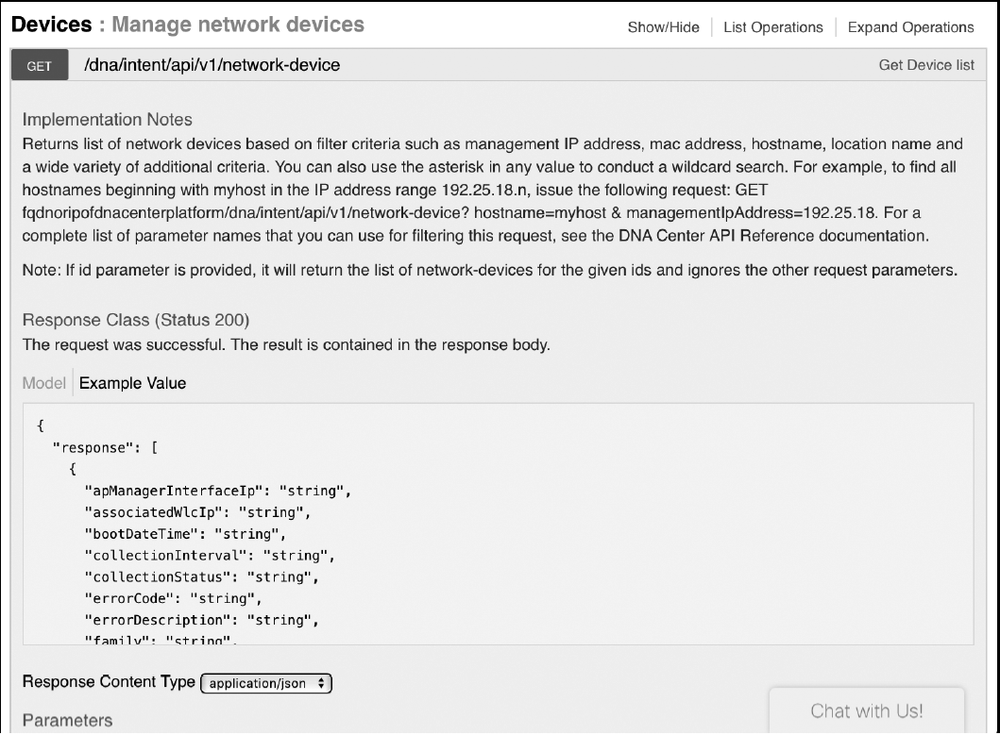 Devices : Manage network devices
Show/Hide | List Operations | Expand Operations
GET /dna/intent/api/v1/network-device Get Device list
Implementation Notes
Returns list of network devices based on filter criteria such as management IP address, mac address, hostname, location name and
a wide variety of additional criteria. You can also use the asterisk in any value to conduct a wildcard search. For example, to find all
hostnames beginning with myhost in the IP address range 192.25.18.n, issue the following request: GET
fqdnoripofdnacenterplatform/dna/intent/api/v1/network-device? hostname=myhost & managementIpAddress=192.25.18. For a
complete list of parameter names that you can use for filtering this request, see the DNA Center API Reference documentation.
Note: If id parameter is provided, it will return the list of network-devices for the given ids and ignores the other request parameters.
Response Class (Status 200)
The request was successful. The result is contained in the response body.
Model | Example Value
{
"response": [
{
"apManagerInterfaceIp": "string",
"associatedWlcIp": "string",
"bootDateTime": "string",
"collectionInterval": "string",
"collectionStatus": "string",
"errorCode": "string",
"errorDescription": "string",
"family": "string",
Response Content Type application/json
Parameters
Chat with Us!